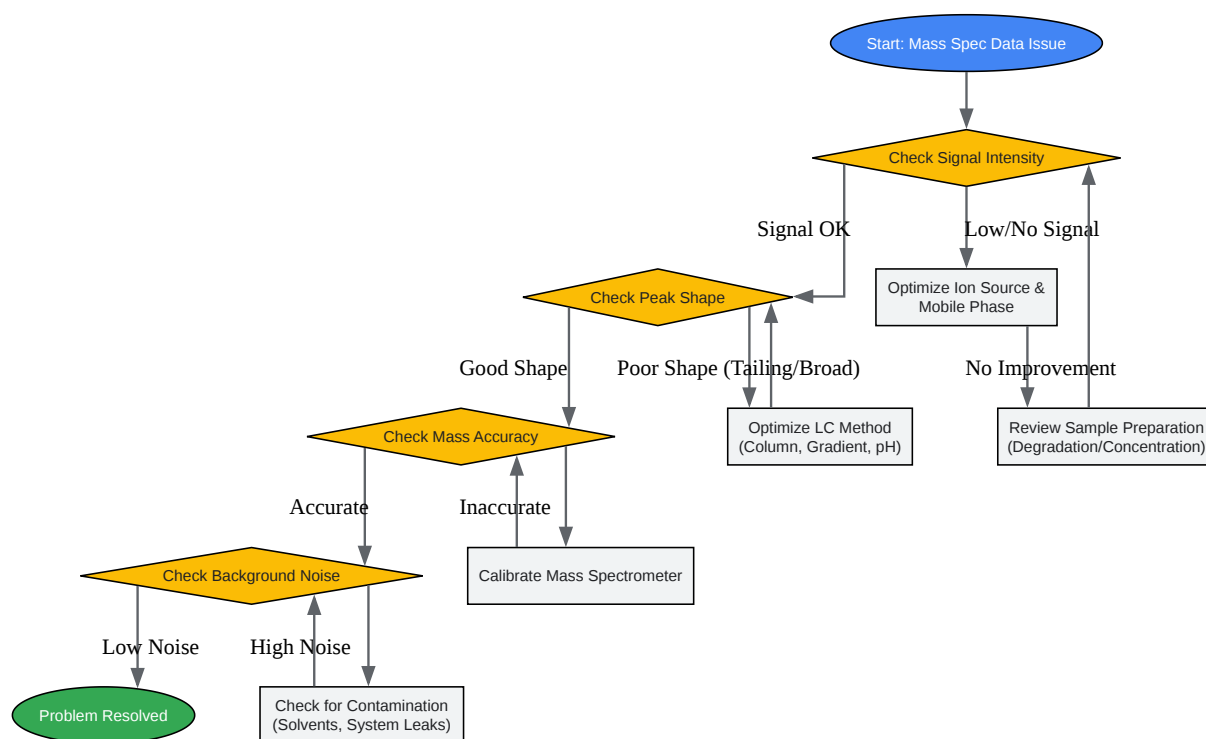 Start: Mass Spec Data Issue
Check Signal Intensity
Signal OK
Low/No Signal
Check Peak Shape
Optimize Ion Source &
Mobile Phase
Good Shape
Poor Shape (Tailing/Broad)
No Improvement
Check Mass Accuracy
Optimize LC Method
(Column, Gradient, pH)
Review Sample Preparation
(Degradation/Concentration)
Accurate
Inaccurate
Check Background Noise
Calibrate Mass Spectrometer
Low Noise
High Noise
Problem Resolved
Check for Contamination
(Solvents, System Leaks)